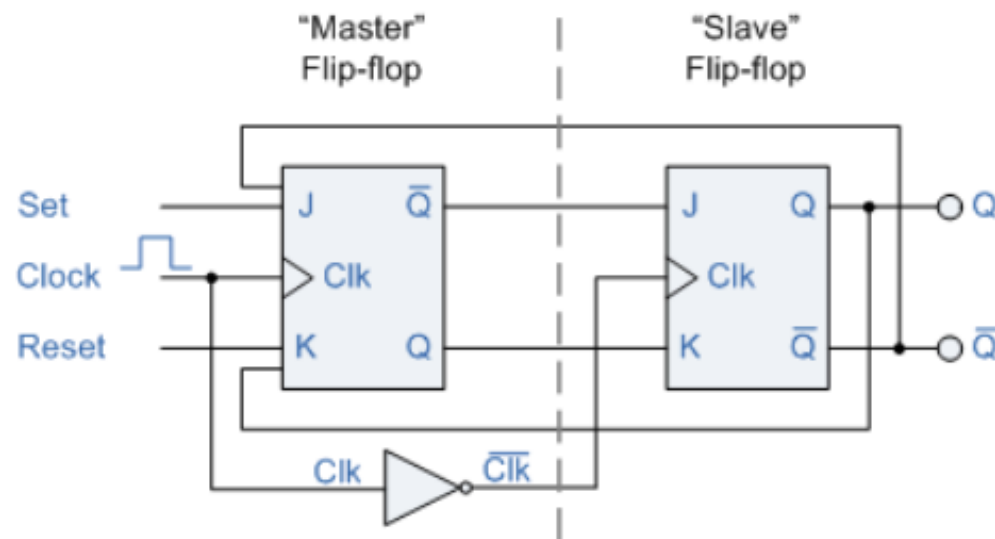 “Master”
Flip-flop
“Slave”
Flip-flop
Set
J
Q̅
J
Q
Q
Clock
Clk
Clk
Reset
K
Q
K
Q̅
Q̅
Clk
C̅l̅k̅